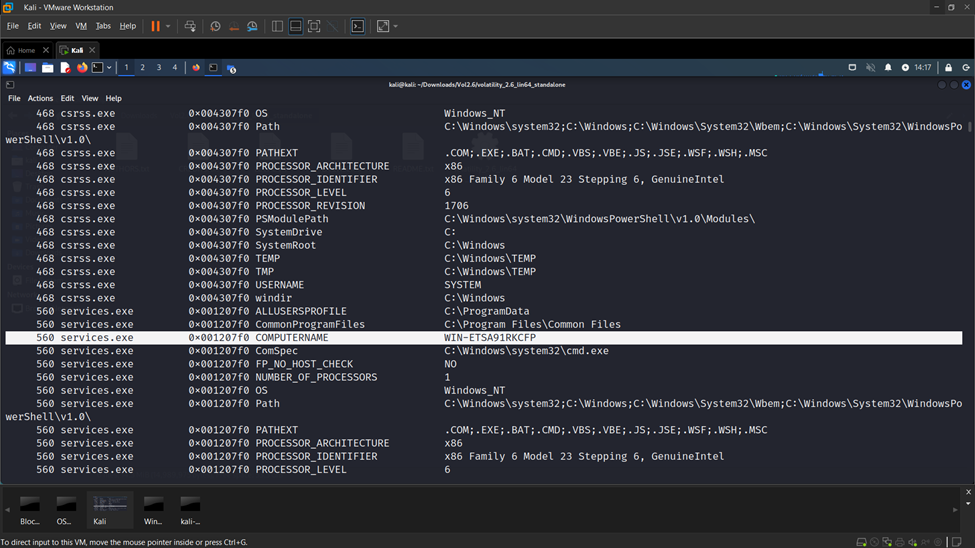 Kali - VMware Workstation
File Edit View VM Tabs Help
Home Kali
1 2 3 4 14:17
kali@kali: ~/Downloads/Vol2.6/volatility_2.6_lin64_standalone
File Actions Edit View Help
468 csrss.exe 0×004307f0 OS Windows_NT
468 csrss.exe 0×004307f0 Path C:\Windows\system32;C:\Windows;C:\Windows\System32\Wbem;C:\Windows\System32\WindowsPo
werShell\v1.0\
468 csrss.exe 0×004307f0 PATHEXT .COM;.EXE;.BAT;.CMD;.VBS;.VBE;.JS;.JSE;.WSF;.WSH;.MSC
468 csrss.exe 0×004307f0 PROCESSOR_ARCHITECTURE x86
468 csrss.exe 0×004307f0 PROCESSOR_IDENTIFIER x86 Family 6 Model 23 Stepping 6, GenuineIntel
468 csrss.exe 0×004307f0 PROCESSOR_LEVEL 6
468 csrss.exe 0×004307f0 PROCESSOR_REVISION 1706
468 csrss.exe 0×004307f0 PSModulePath C:\Windows\system32\WindowsPowerShell\v1.0\Modules\
468 csrss.exe 0×004307f0 SystemDrive C:
468 csrss.exe 0×004307f0 SystemRoot C:\Windows
468 csrss.exe 0×004307f0 TEMP C:\Windows\TEMP
468 csrss.exe 0×004307f0 TMP C:\Windows\TEMP
468 csrss.exe 0×004307f0 USERNAME SYSTEM
468 csrss.exe 0×004307f0 windir C:\Windows
560 services.exe 0×001207f0 ALLUSERSPROFILE C:\ProgramData
560 services.exe 0×001207f0 CommonProgramFiles C:\Program Files\Common Files
560 services.exe 0×001207f0 COMPUTERNAME WIN-ETSA91RKCFP
560 services.exe 0×001207f0 ComSpec C:\Windows\system32\cmd.exe
560 services.exe 0×001207f0 FP_NO_HOST_CHECK NO
560 services.exe 0×001207f0 NUMBER_OF_PROCESSORS 1
560 services.exe 0×001207f0 OS Windows_NT
560 services.exe 0×001207f0 Path C:\Windows\system32;C:\Windows;C:\Windows\System32\Wbem;C:\Windows\System32\WindowsPo
werShell\v1.0\
560 services.exe 0×001207f0 PATHEXT .COM;.EXE;.BAT;.CMD;.VBS;.VBE;.JS;.JSE;.WSF;.WSH;.MSC
560 services.exe 0×001207f0 PROCESSOR_ARCHITECTURE x86
560 services.exe 0×001207f0 PROCESSOR_IDENTIFIER x86 Family 6 Model 23 Stepping 6, GenuineIntel
560 services.exe 0×001207f0 PROCESSOR_LEVEL 6
Bloc... OS... Kali Win... kali-...
To direct input to this VM, move the mouse pointer inside or press Ctrl+G.